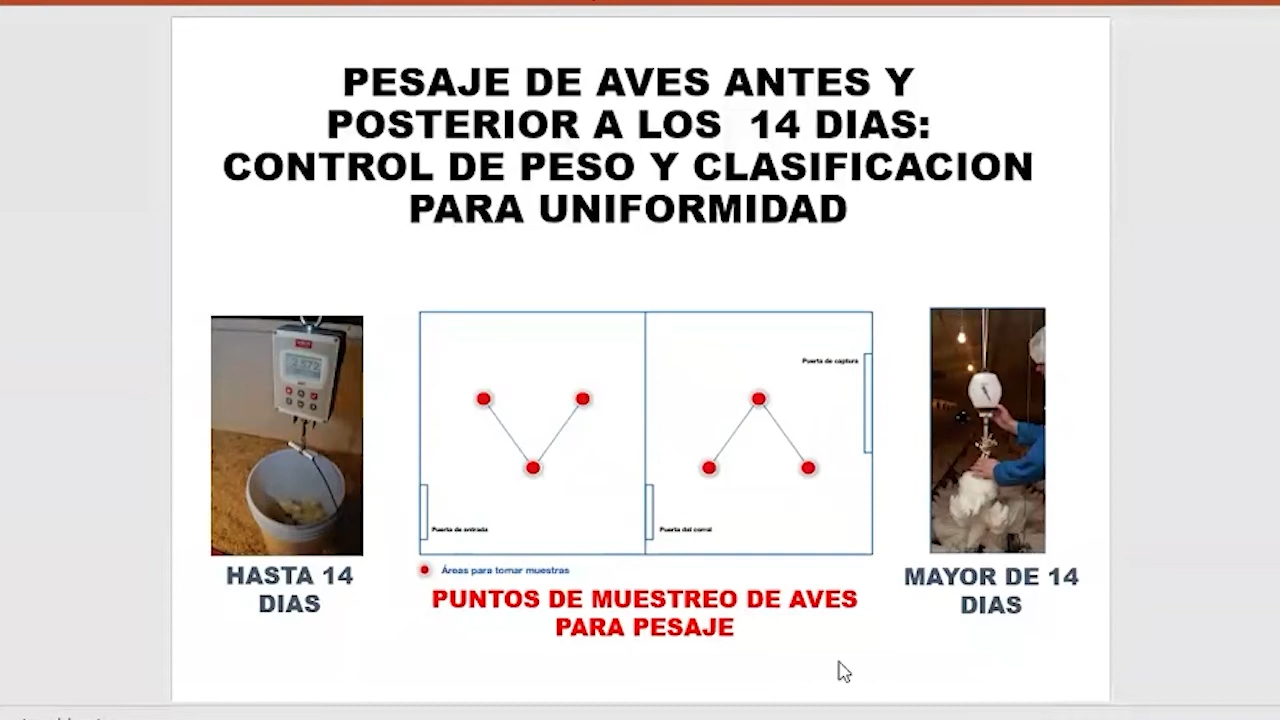 PESAJE DE AVES ANTES Y
POSTERIOR A LOS 14 DIAS:
CONTROL DE PESO Y CLASIFICACION
PARA UNIFORMIDAD
Puerta de captura
Puerta de entrada
Puerta del corral
Áreas para tomar muestras
HASTA 14
DIAS
PUNTOS DE MUESTREO DE AVES
PARA PESAJE
MAYOR DE 14
DIAS